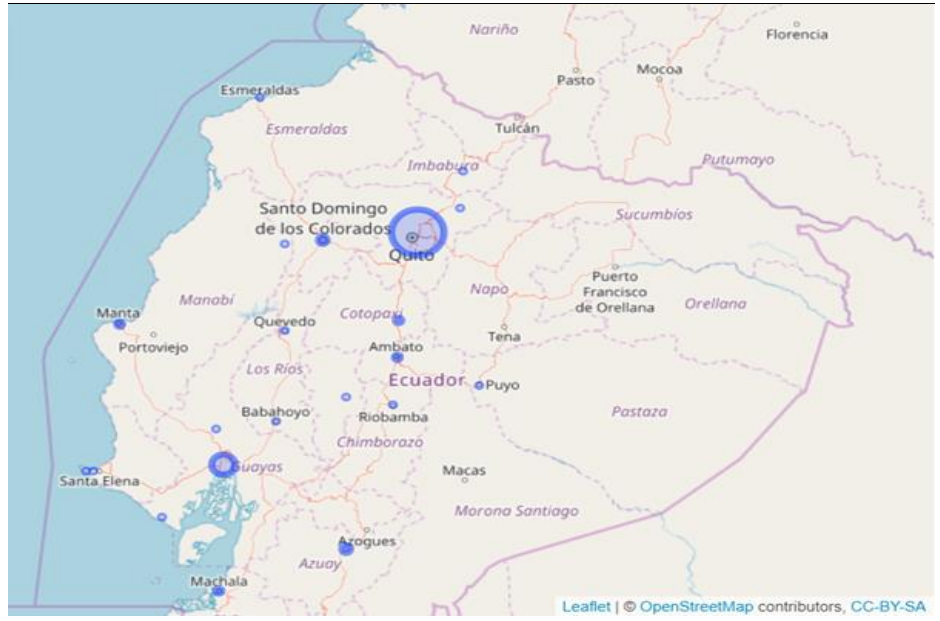 Nariño
Florencia
Mocoa
Pasto
Esmeraldas
Tulcán
Esmeraldas
Imbabura
Putumayo
Santo Domingo
de los Colorados
Sucumbíos
Quito
Puerto
Francisco
de Orellana
Napo
Orellana
Manabí
Manta
Cotopaxi
Quevedo
Portoviejo
Tena
Ambato
Los Ríos
Ecuador
Puyo
Babahoyo
Riobamba
Pastaza
Chimborazo
Guayas
Macas
Santa Elena
Morona Santiago
Azogues
Azuay
Machala
Leaflet | © OpenStreetMap contributors, CC-BY-SA